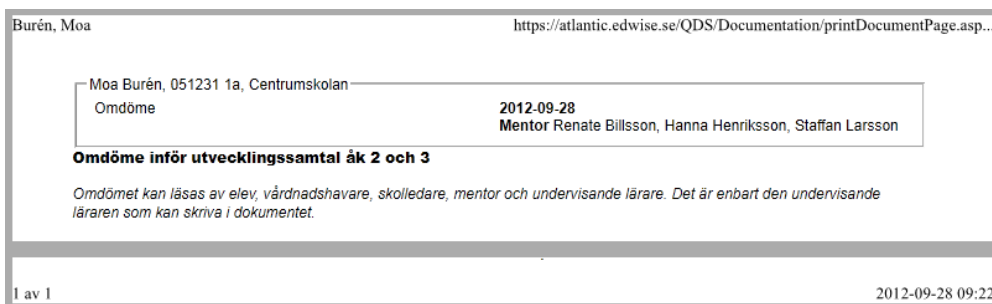 Burén, Moa https://atlantic.edwise.se/QDS/Documentation/printDocumentPage.asp...
Moa Burén, 051231 1a, Centrumskolan
Omdöme 2012-09-28
Mentor Renate Billsson, Hanna Henriksson, Staffan Larsson
Omdöme inför utvecklingssamtal åk 2 och 3
Omdömet kan läsas av elev, vårdnadshavare, skolledare, mentor och undervisande lärare. Det är enbart den undervisande
läraren som kan skriva i dokumentet.
1 av 1 2012-09-28 09:22